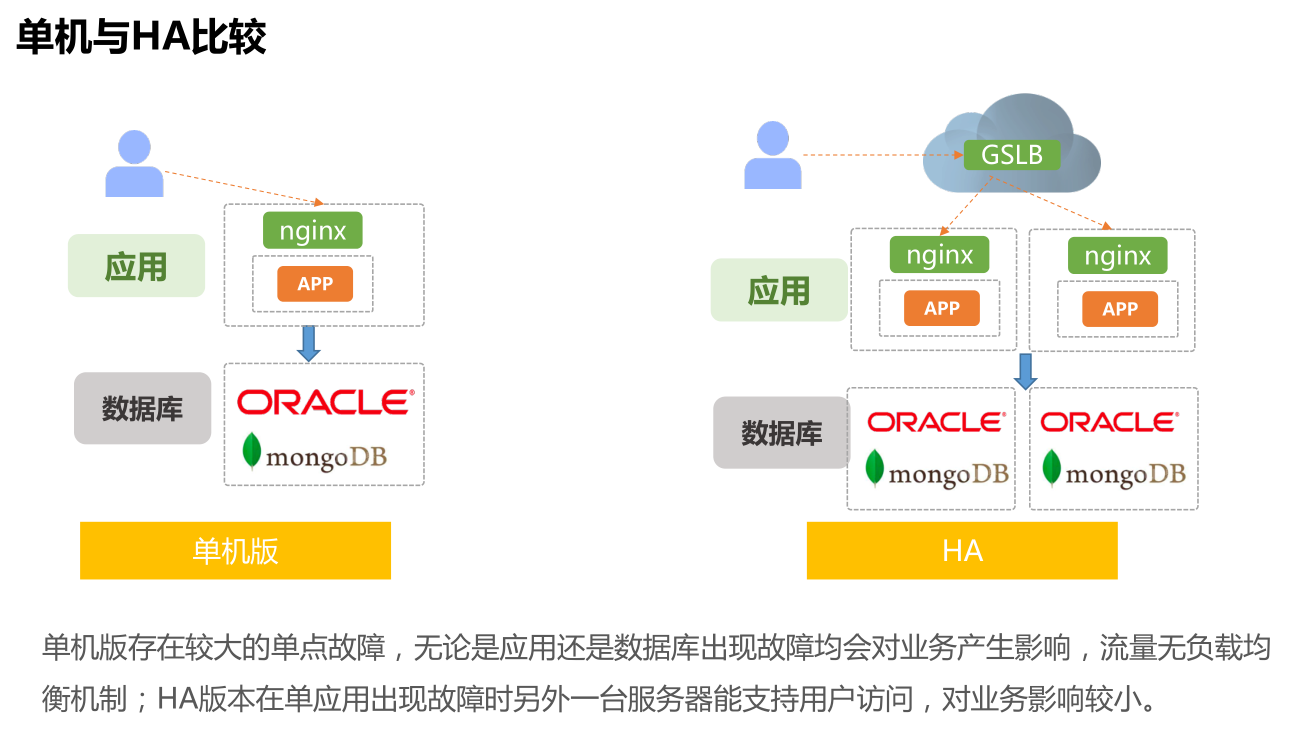 单机与HA比较
GSLB
nginx
APP
应用
nginx
APP
nginx
APP
应用
ORACLE®
mongoDB
数据库
ORACLE®
mongoDB
ORACLE®
mongoDB
数据库
单机版
HA
单机版存在较大的单点故障，无论是应用还是数据库出现故障均会对业务产生影响，流量无负载均
衡机制；HA版本在单应用出现故障时另外一台服务器能支持用户访问，对业务影响较小。